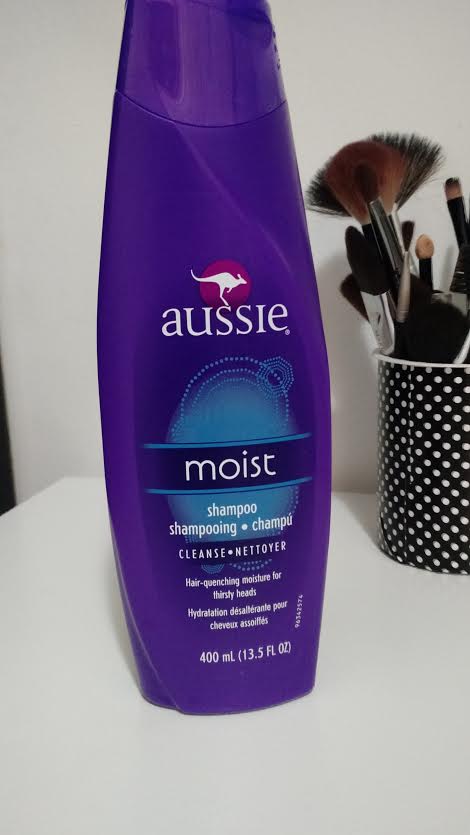 aussie®
moist
shampoo
shampooing • champú
CLEANSE•NETTOYER
Hair-quenching moisture for
thirsty heads
Hydratation désaltérante pour
cheveux assoiffés
96342574
400 mL (13.5 FL OZ)